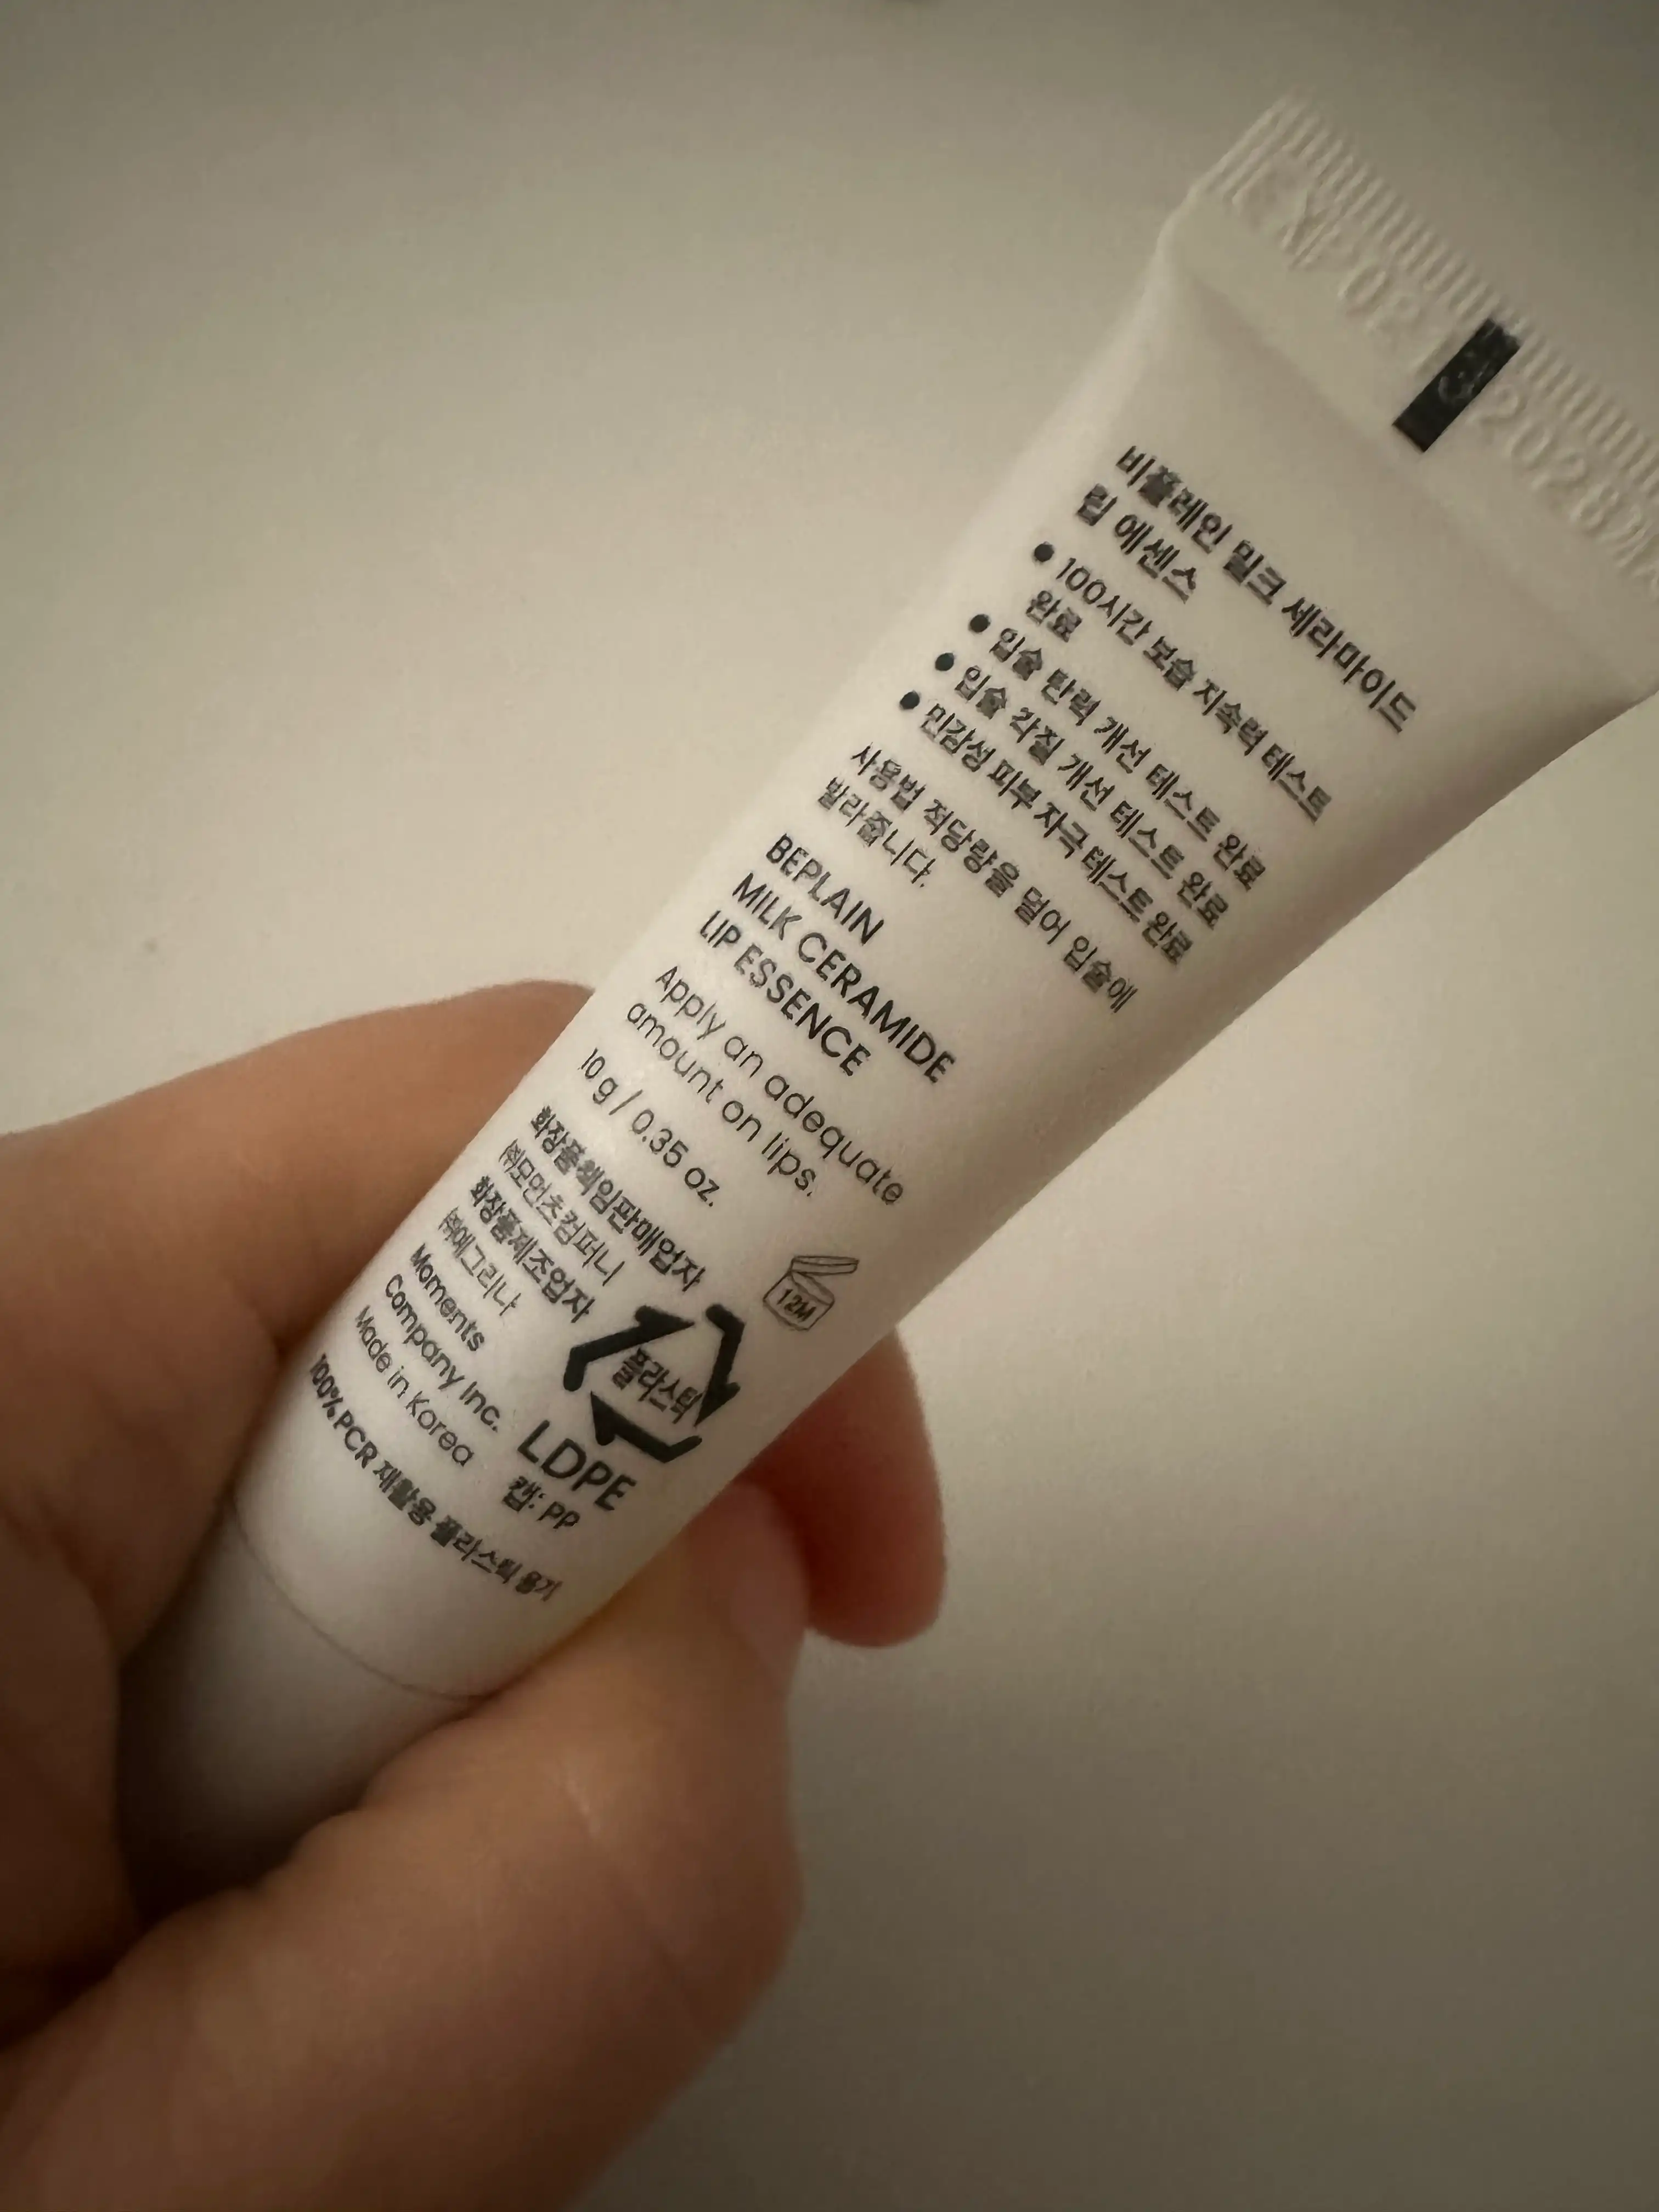 EXP 02 2028
비플레인 밀크 세라마이드
립 에센스
● 100시간 보습 지속력 테스트
완료
● 입술 탄력 개선 테스트 완료
● 입술 각질 개선 테스트 완료
● 민감성 피부 자극 테스트 완료
사용법 적당량을 덜어 입술에
발라줍니다.
BEPLAIN
MILK CERAMIDE
LIP ESSENCE
Apply an adequate
amount on lips.
10 g / 0.35 oz.
12M
화장품책임판매업자
㈜모먼츠컴퍼니
화장품제조업자
㈜에그리나
Moments
Company Inc.
Made in Korea
플라스틱
LDPE
캡: PP
100% PCR 재활용 플라스틱 용기